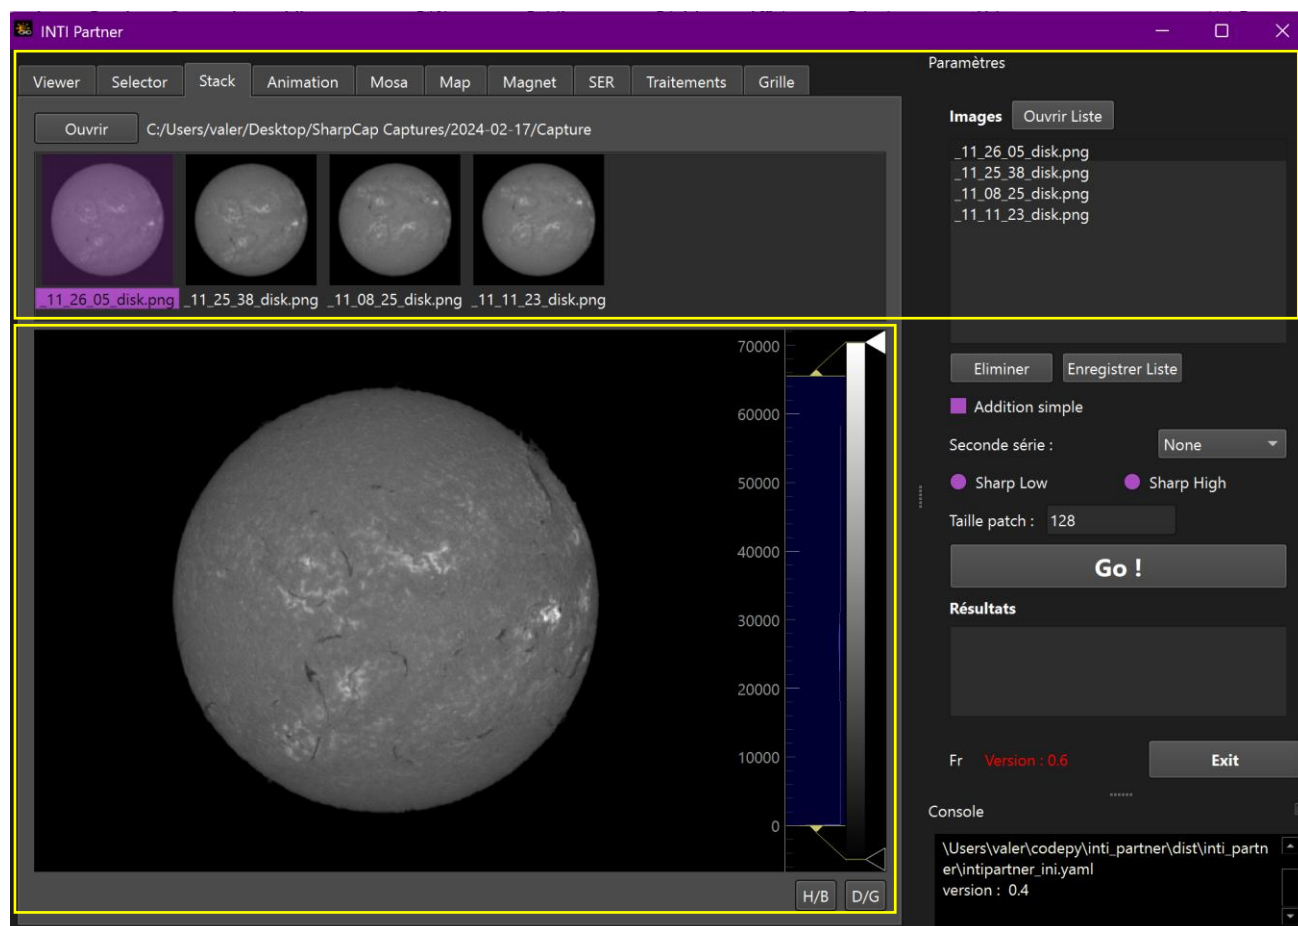 INTI Partner
Viewer Selector Stack Animation Mosa Map Magnet SER Traitements Grille
Ouvrir C:/Users/valer/Desktop/SharpCap Captures/2024-02-17/Capture
_11_26_05_disk.png _11_25_38_disk.png _11_08_25_disk.png _11_11_23_disk.png
70000
60000
50000
40000
30000
20000
10000
0
H/B D/G
Paramètres
Images Ouvrir Liste
_11_26_05_disk.png
_11_25_38_disk.png
_11_08_25_disk.png
_11_11_23_disk.png
Eliminer Enregistrer Liste
Addition simple
Seconde série : None
Sharp Low Sharp High
Taille patch : 128
Go !
Résultats
Fr Version : 0.6 Exit
Console
\Users\valer\codepy\inti_partner\dist\inti_partn
er\intipartner_ini.yaml
version : 0.4